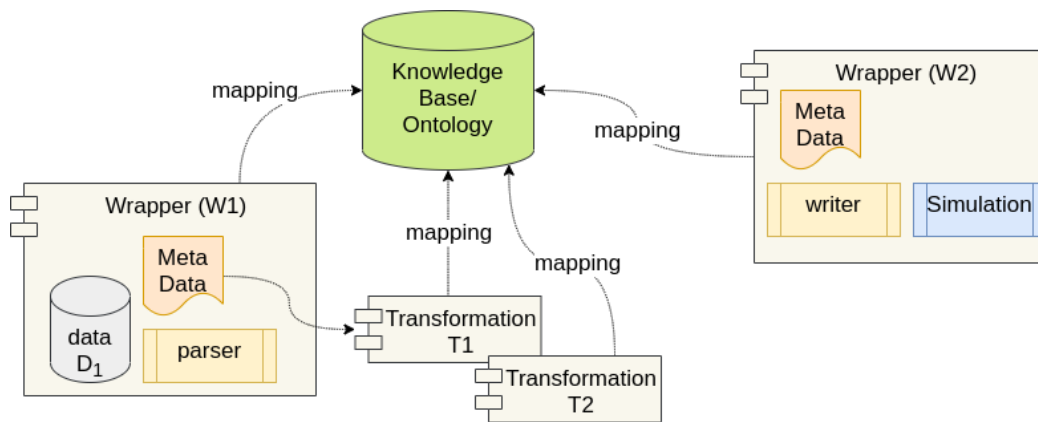 Knowledge
Base/
Ontology
mapping
mapping
mapping
mapping
Wrapper (W1)
Meta
Data
data
D₁
parser
Transformation
T1
Transformation
T2
Wrapper (W2)
Meta
Data
writer
Simulation